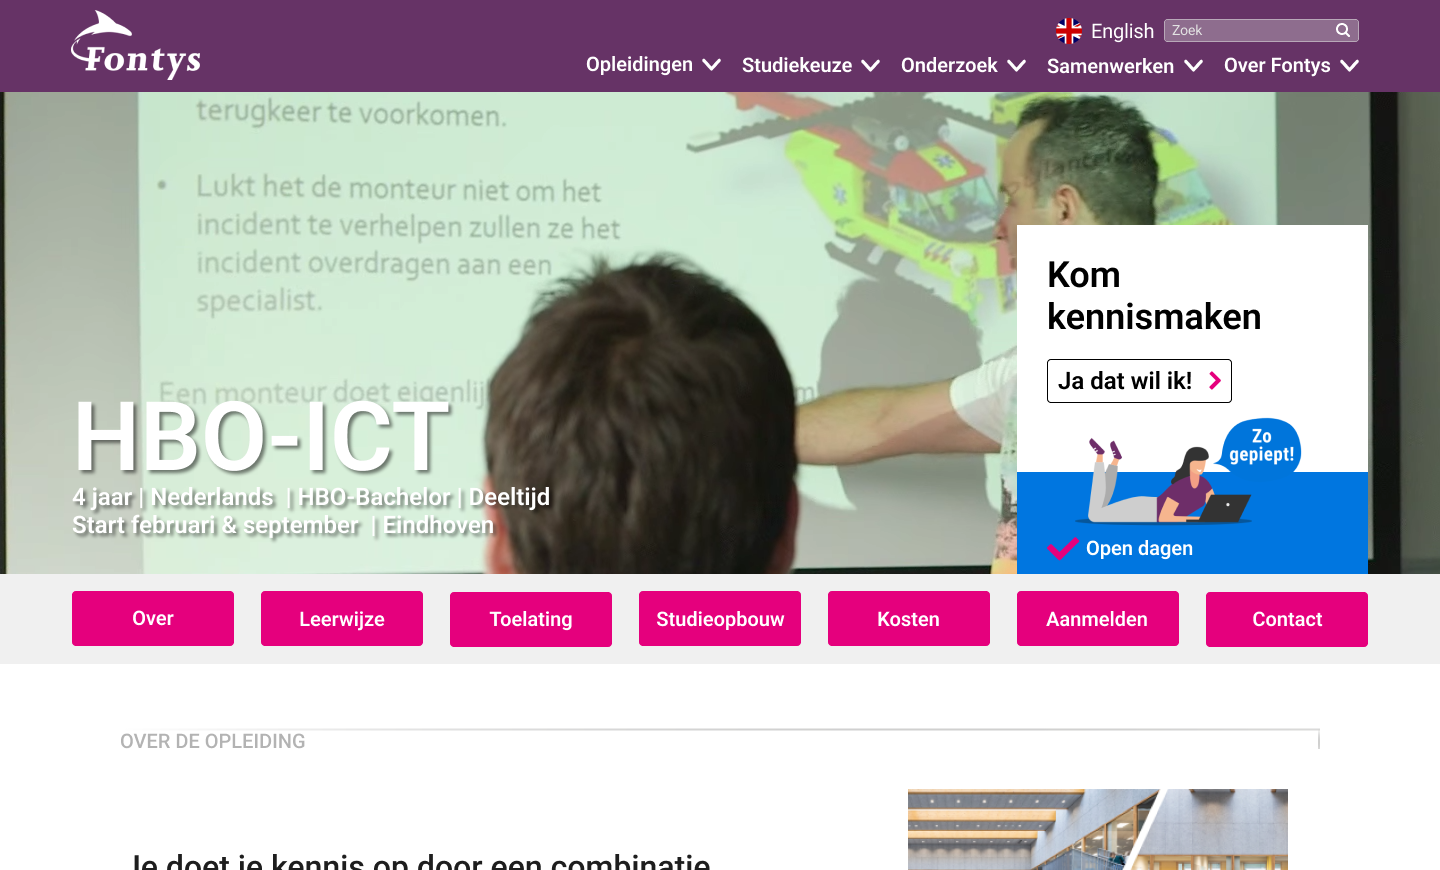 Fontys
English
Zoek
Opleidingen
Studiekeuze
Onderzoek
Samenwerken
Over Fontys
terugkeer te voorkomen.
• Lukt het de monteur niet om het
incident te verhelpen zullen ze het
incident overdragen aan een
specialist.
Een monteur doet eigenlij
HBO-ICT
4 jaar | Nederlands | HBO-Bachelor | Deeltijd
Start februari & september | Eindhoven
Kom
kennismaken
Ja dat wil ik!
Zo
gepiept!
Open dagen
Over
Leerwijze
Toelating
Studieopbouw
Kosten
Aanmelden
Contact
OVER DE OPLEIDING
Je doet je kennis op door een combinatie